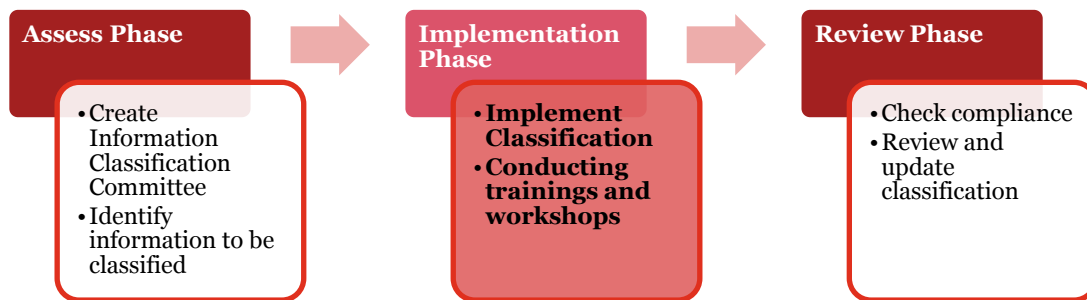 Assess Phase
• Create
Information
Classification
Committee
• Identify
information to be
classified
Implementation
Phase
• Implement
Classification
• Conducting
trainings and
workshops
Review Phase
• Check compliance
• Review and
update
classification